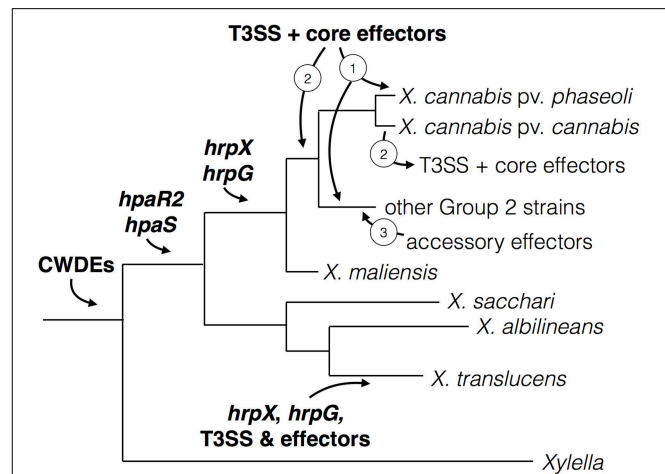 T3SS + core effectors
2
1
X. cannabis pv. phaseoli
X. cannabis pv. cannabis
2
T3SS + core effectors
hrpX
hrpG
hpaR2
hpaS
other Group 2 strains
3
accessory effectors
CWDEs
X. maliensis
X. sacchari
X. albilineans
X. translucens
hrpX, hrpG,
T3SS & effectors
Xylella